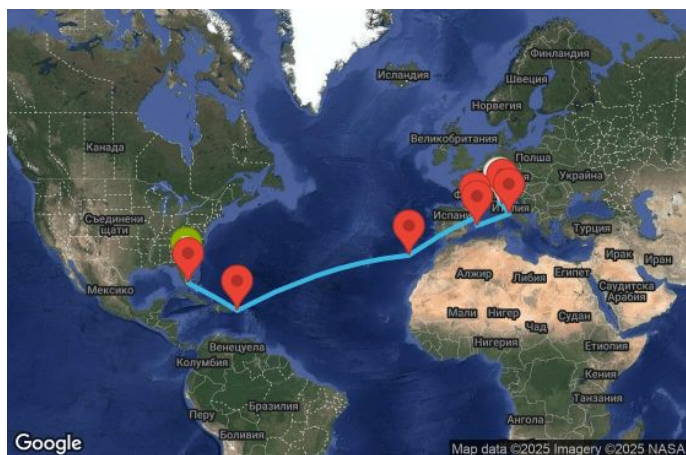 Исландия
Финландия
Швеция
Норвегия
Великобритания
Полша
Украйна
Канада
Италия
Турция
Съединени
щати
Ирак
Иран
Мексико
Алжир
Либия
Египет
Саудитска
Арабия
Мали
Нигер
Чад
Судан
Нигерия
Етиопия
Венецуела
Колумбия
Кения
Танзания
Перу
Бразилия
Ангола
Боливия
Google
Map data ©2025 Imagery ©2025 NASA